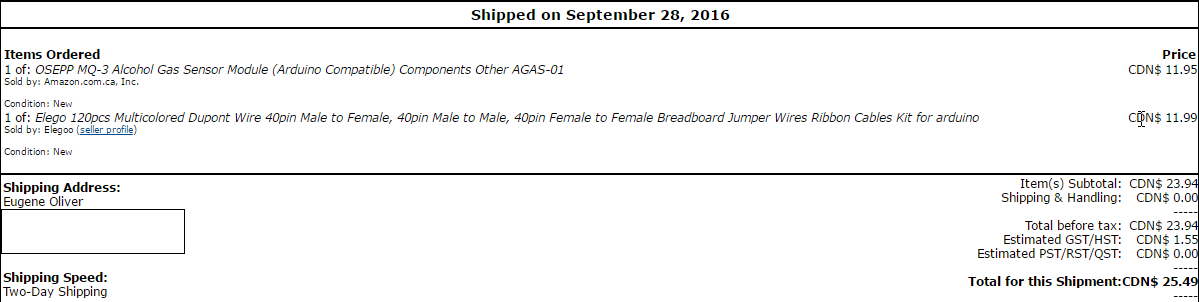 Shipped on September 28, 2016
Items Ordered Price
1 of: OSEPP MQ-3 Alcohol Gas Sensor Module (Arduino Compatible) Components Other AGAS-01 CDN$ 11.95
Sold by: Amazon.com.ca, Inc.
Condition: New
1 of: Elego 120pcs Multicolored Dupont Wire 40pin Male to Female, 40pin Male to Male, 40pin Female to Female Breadboard Jumper Wires Ribbon Cables Kit for arduino CDN$ 11.99
Sold by: Elegoo (seller profile)
Condition: New
Shipping Address:
Eugene Oliver
Shipping Speed:
Two-Day Shipping
Item(s) Subtotal: CDN$ 23.94
Shipping & Handling: CDN$ 0.00
-----
Total before tax: CDN$ 23.94
Estimated GST/HST: CDN$ 1.55
Estimated PST/RST/QST: CDN$ 0.00
-----
Total for this Shipment:CDN$ 25.49
-----